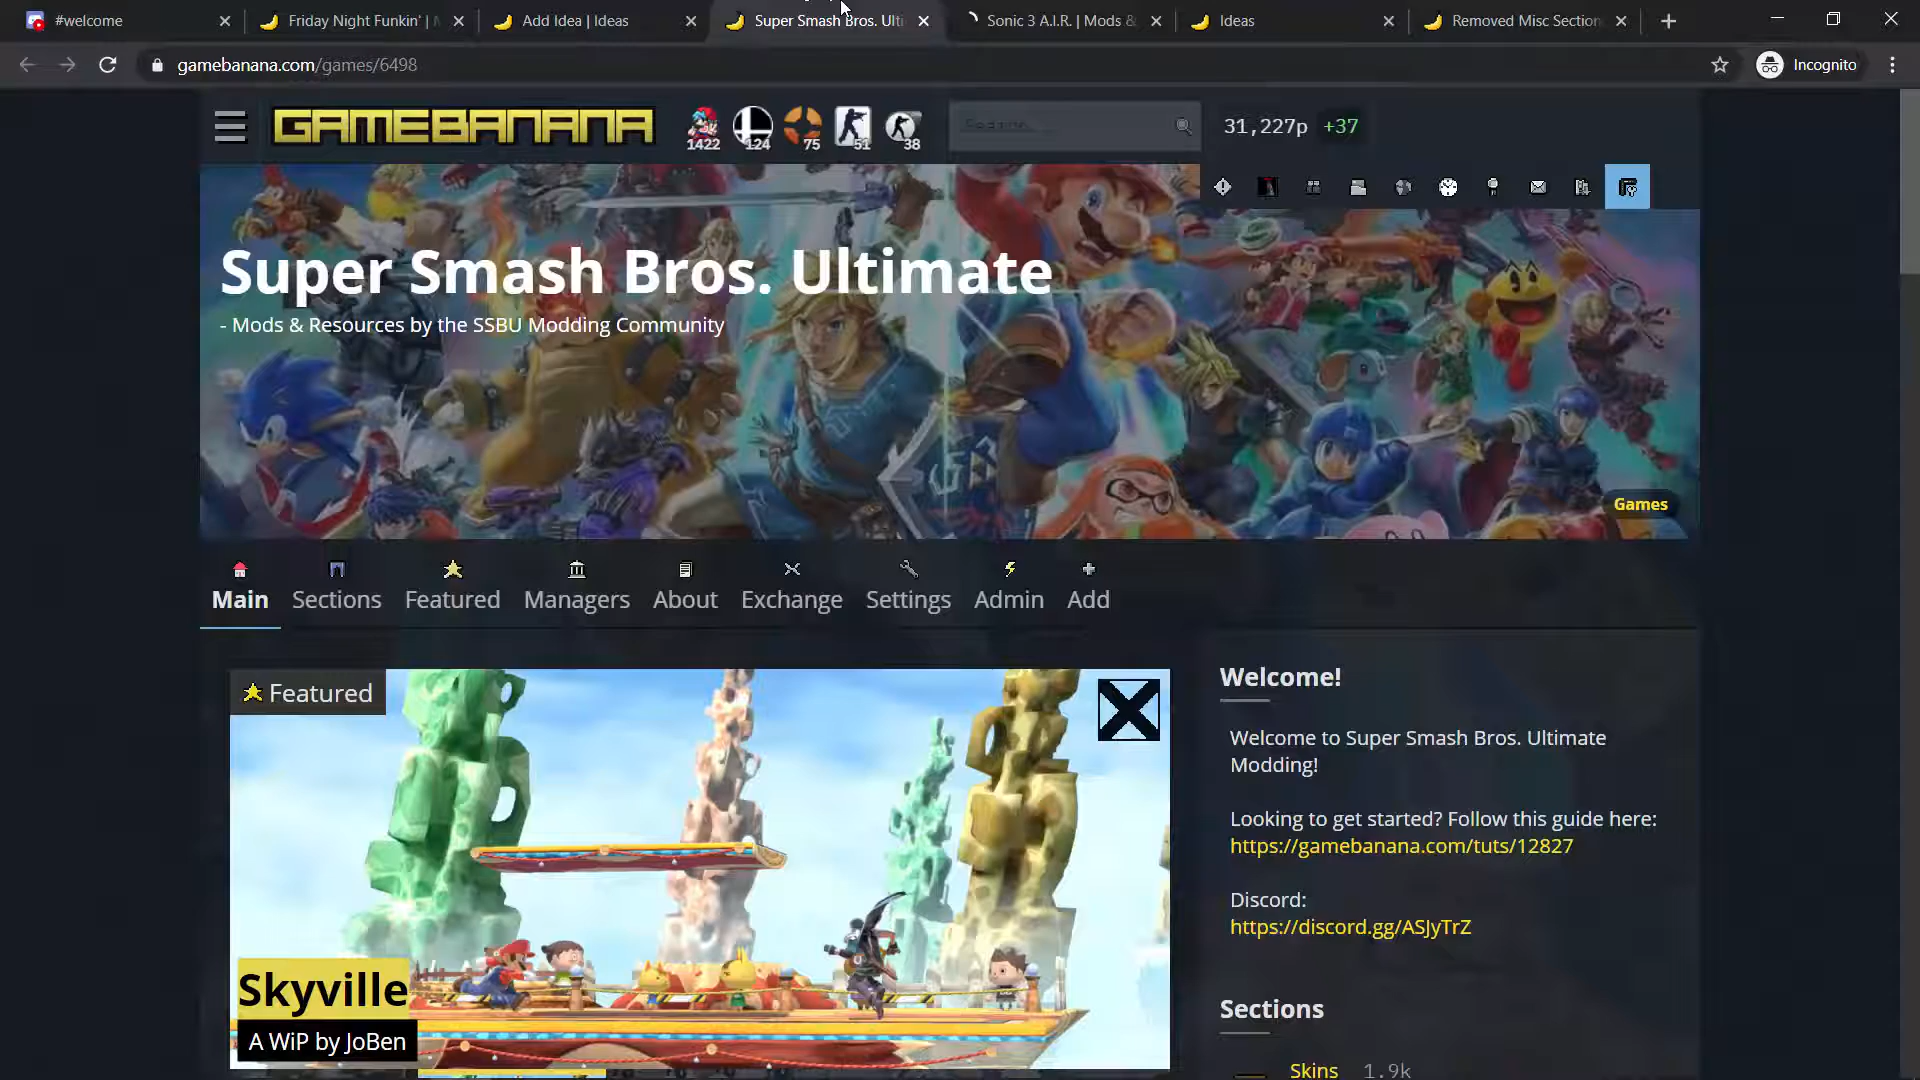 #welcome
Friday Night Funkin' |
Add Idea | Ideas
Super Smash Bros. Ulti
Sonic 3 A.I.R. | Mods &
Ideas
Removed Misc Section
gamebanana.com/games/6498
Incognito
GAMEBANANA
1422
124
75
51
38
31,227p +37
Super Smash Bros. Ultimate
- Mods & Resources by the SSBU Modding Community
Games
Main
Sections
Featured
Managers
About
Exchange
Settings
Admin
Add
Featured
Skyville
A WiP by JoBen
Welcome!
Welcome to Super Smash Bros. Ultimate
Modding!
Looking to get started? Follow this guide here:
https://gamebanana.com/tuts/12827
Discord:
https://discord.gg/ASJyTrZ
Sections
Skins 1.9k